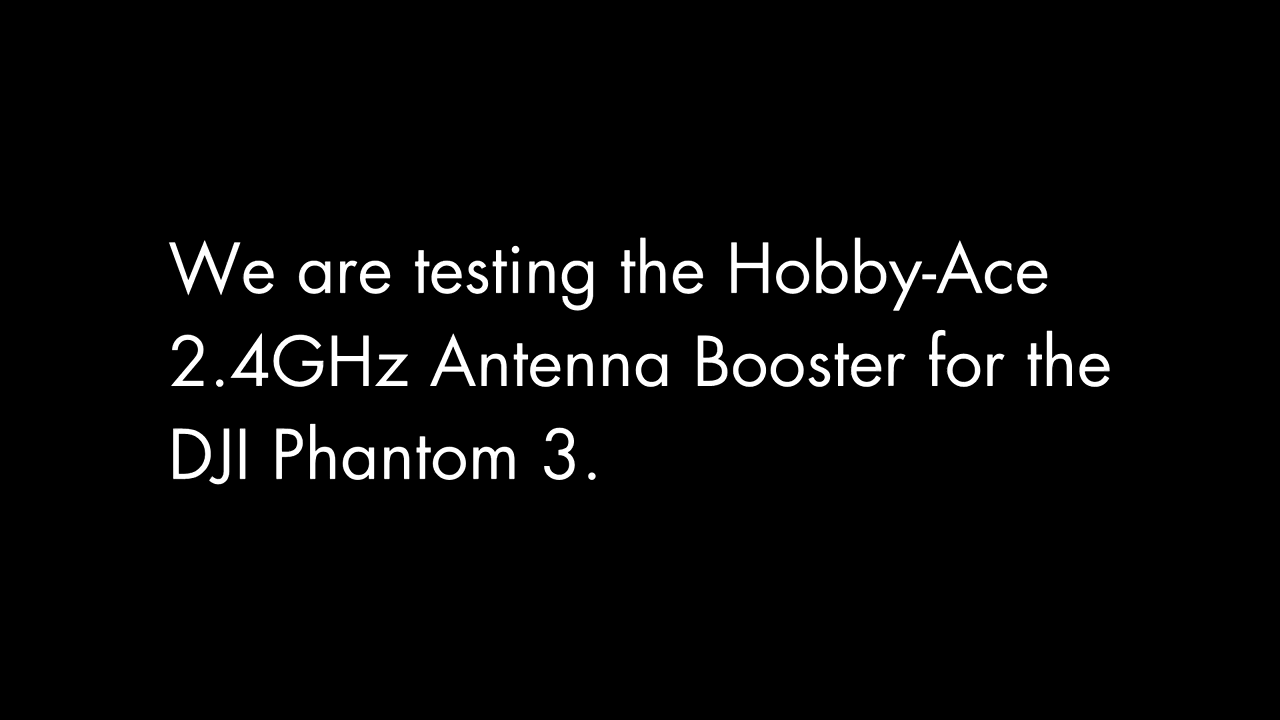 We are testing the Hobby-Ace
2.4GHz Antenna Booster for the
DJI Phantom 3.